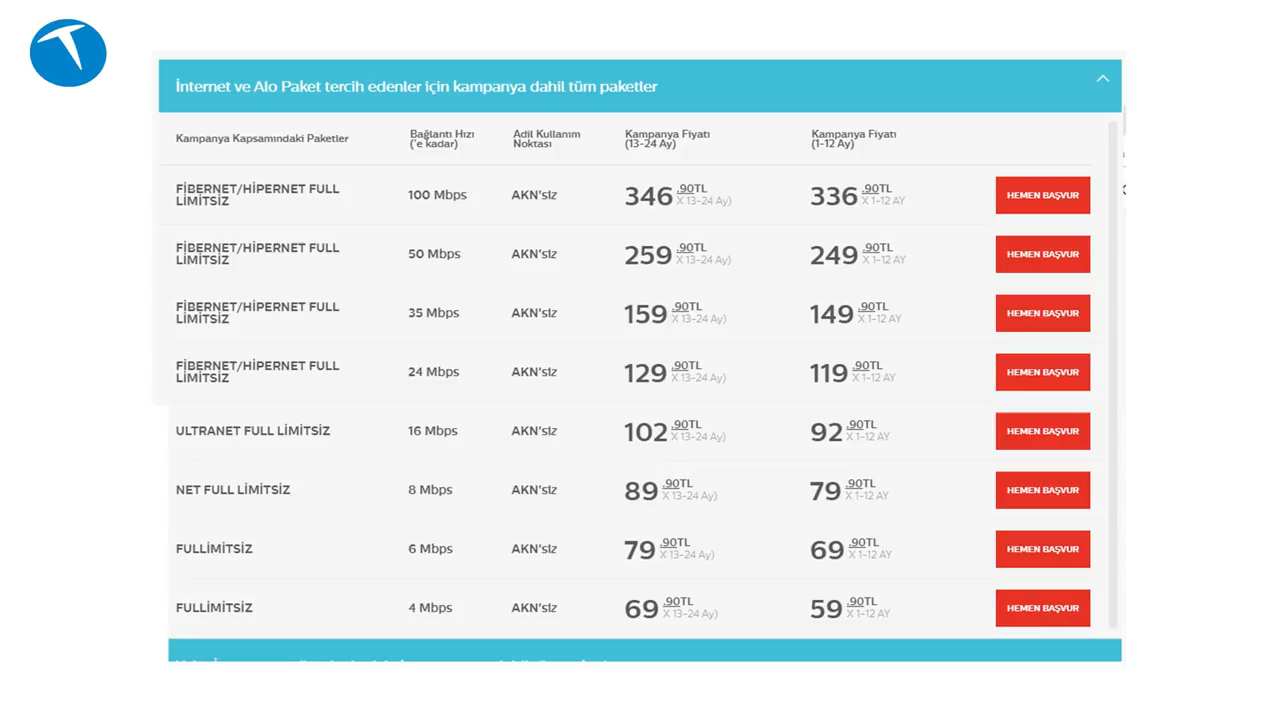 İnternet ve Alo Paket tercih edenler için kampanya dahil tüm paketler
Kampanya Kapsamındaki Paketler
Bağlantı Hızı
('e kadar)
Adil Kullanım
Noktası
Kampanya Fiyatı
(13-24 Ay)
Kampanya Fiyatı
(1-12 Ay)
FİBERNET/HİPERNET FULL
LİMİTSİZ
100 Mbps
AKN'siz
346 .90TL
X 13-24 Ay)
336 .90TL
X 1-12 AY
HEMEN BAŞVUR
FİBERNET/HİPERNET FULL
LİMİTSİZ
50 Mbps
AKN'siz
259 .90TL
X 13-24 Ay)
249 .90TL
X 1-12 AY
HEMEN BAŞVUR
FİBERNET/HİPERNET FULL
LİMİTSİZ
35 Mbps
AKN'siz
159 .90TL
X 13-24 Ay)
149 .90TL
X 1-12 AY
HEMEN BAŞVUR
FİBERNET/HİPERNET FULL
LİMİTSİZ
24 Mbps
AKN'siz
129 .90TL
X 13-24 Ay)
119 .90TL
X 1-12 AY
HEMEN BAŞVUR
ULTRANET FULL LİMİTSİZ
16 Mbps
AKN'siz
102 .90TL
X 13-24 Ay)
92 .90TL
X 1-12 AY
HEMEN BAŞVUR
NET FULL LİMİTSİZ
8 Mbps
AKN'siz
89 .90TL
X 13-24 Ay)
79 .90TL
X 1-12 AY
HEMEN BAŞVUR
FULLİMİTSİZ
6 Mbps
AKN'siz
79 .90TL
X 13-24 Ay)
69 .90TL
X 1-12 AY
HEMEN BAŞVUR
FULLİMİTSİZ
4 Mbps
AKN'siz
69 .90TL
X 13-24 Ay)
59 .90TL
X 1-12 AY
HEMEN BAŞVUR